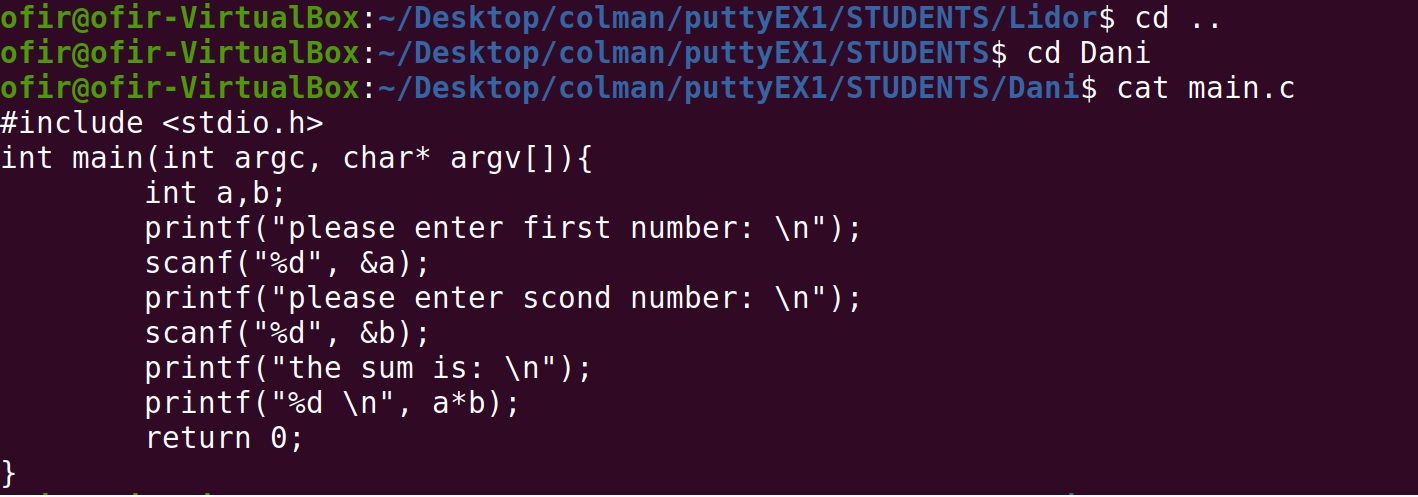 ofir@ofir-VirtualBox:~/Desktop/colman/puttyEX1/STUDENTS/Lidor$ cd ..
ofir@ofir-VirtualBox:~/Desktop/colman/puttyEX1/STUDENTS$ cd Dani
ofir@ofir-VirtualBox:~/Desktop/colman/puttyEX1/STUDENTS/Dani$ cat main.c
#include <stdio.h>
int main(int argc, char* argv[]){
        int a,b;
        printf("please enter first number: \n");
        scanf("%d", &a);
        printf("please enter scond number: \n");
        scanf("%d", &b);
        printf("the sum is: \n");
        printf("%d \n", a*b);
        return 0;
}